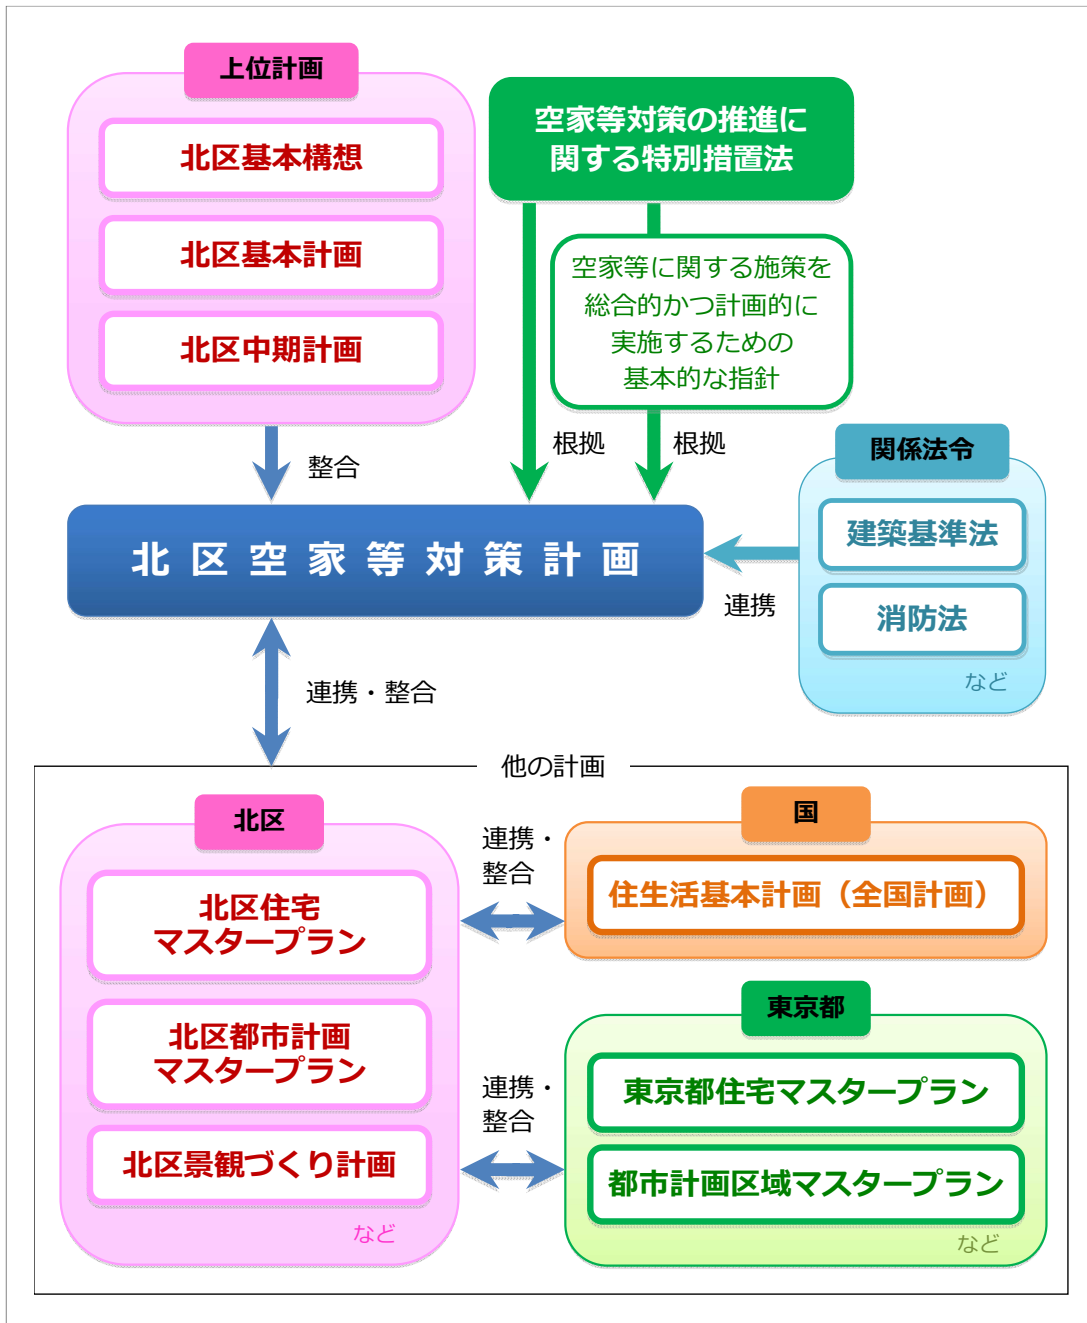 上位計画
北区基本構想
北区基本計画
北区中期計画
空家等対策の推進に
関する特別措置法
空家等に関する施策を
総合的かつ計画的に
実施するための
基本的な指針
整合
根拠
根拠
関係法令
建築基準法
消防法
など
北区空家等対策計画
連携
連携・整合
他の計画
北区
北区住宅
マスタープラン
北区都市計画
マスタープラン
北区景観づくり計画
など
連携・
整合
連携・
整合
国
住生活基本計画（全国計画）
東京都
東京都住宅マスタープラン
都市計画区域マスタープラン
など